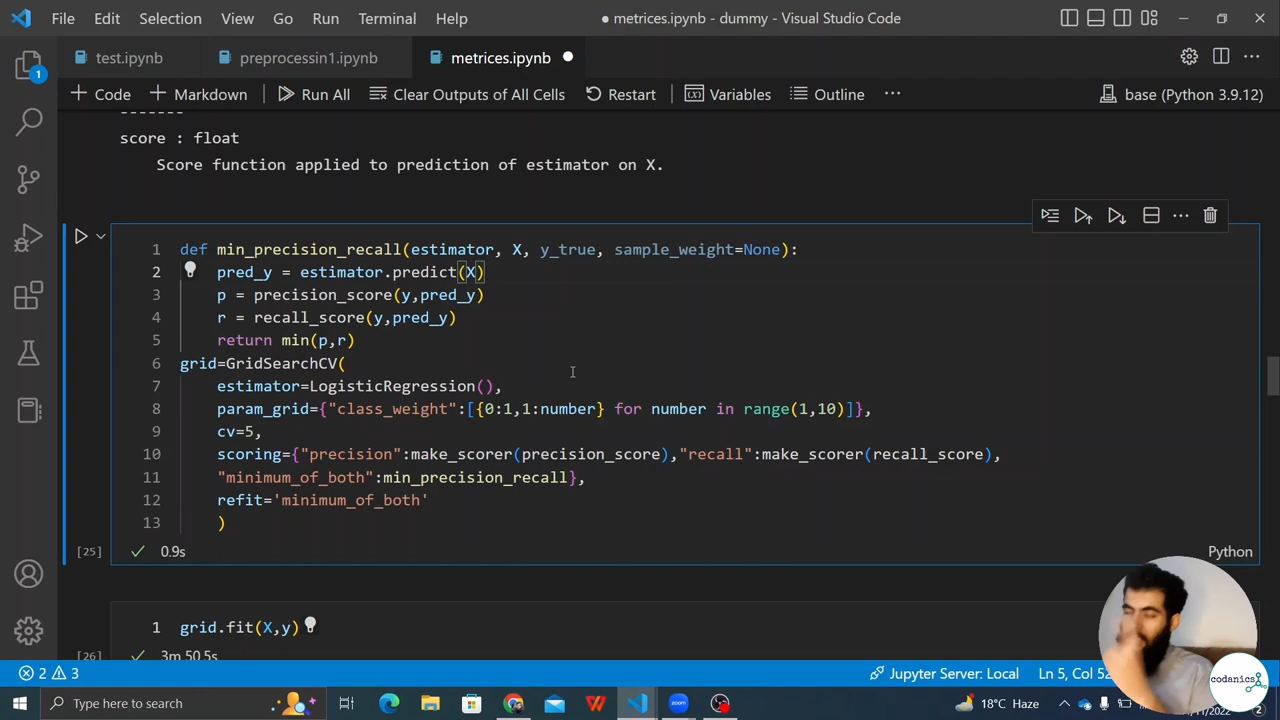 File Edit Selection View Go Run Terminal Help ● metrices.ipynb - dummy - Visual Studio Code
test.ipynb preprocessin1.ipynb metrices.ipynb
1
+ Code + Markdown Run All Clear Outputs of All Cells Restart Variables Outline ··· base (Python 3.9.12)
score : float
Score function applied to prediction of estimator on X.
1 def min_precision_recall(estimator, X, y_true, sample_weight=None):
2 pred_y = estimator.predict(X)
3 p = precision_score(y,pred_y)
4 r = recall_score(y,pred_y)
5 return min(p,r)
6 grid=GridSearchCV(
7 estimator=LogisticRegression(),
8 param_grid={"class_weight":[{0:1,1:number} for number in range(1,10)]},
9 cv=5,
10 scoring={"precision":make_scorer(precision_score),"recall":make_scorer(recall_score),
11 "minimum_of_both":min_precision_recall},
12 refit='minimum_of_both'
13 )
[25] ✓ 0.9s Python
1 grid.fit(X,y)
[26] ✓ 3m 50.5s
codanics
2 3 Jupyter Server: Local Ln 5, Col 52
Type here to search 18°C Haze
2022
2